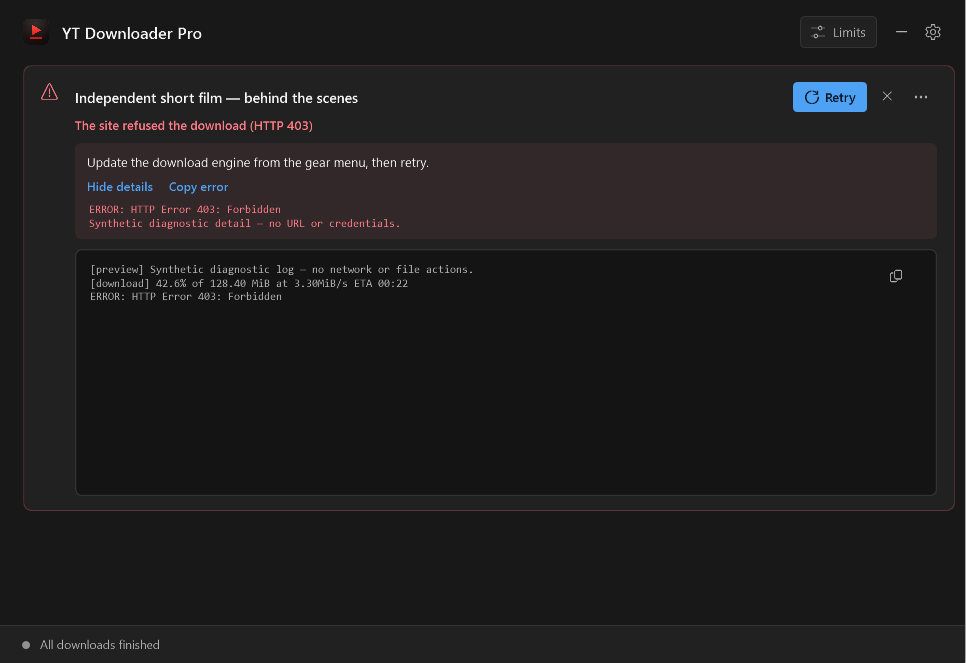 YT Downloader Pro
Limits
Independent short film — behind the scenes
Retry
The site refused the download (HTTP 403)
Update the download engine from the gear menu, then retry.
Hide details Copy error
ERROR: HTTP Error 403: Forbidden
Synthetic diagnostic detail — no URL or credentials.
[preview] Synthetic diagnostic log — no network or file actions.
[download] 42.6% of 128.40 MiB at 3.30MiB/s ETA 00:22
ERROR: HTTP Error 403: Forbidden
All downloads finished